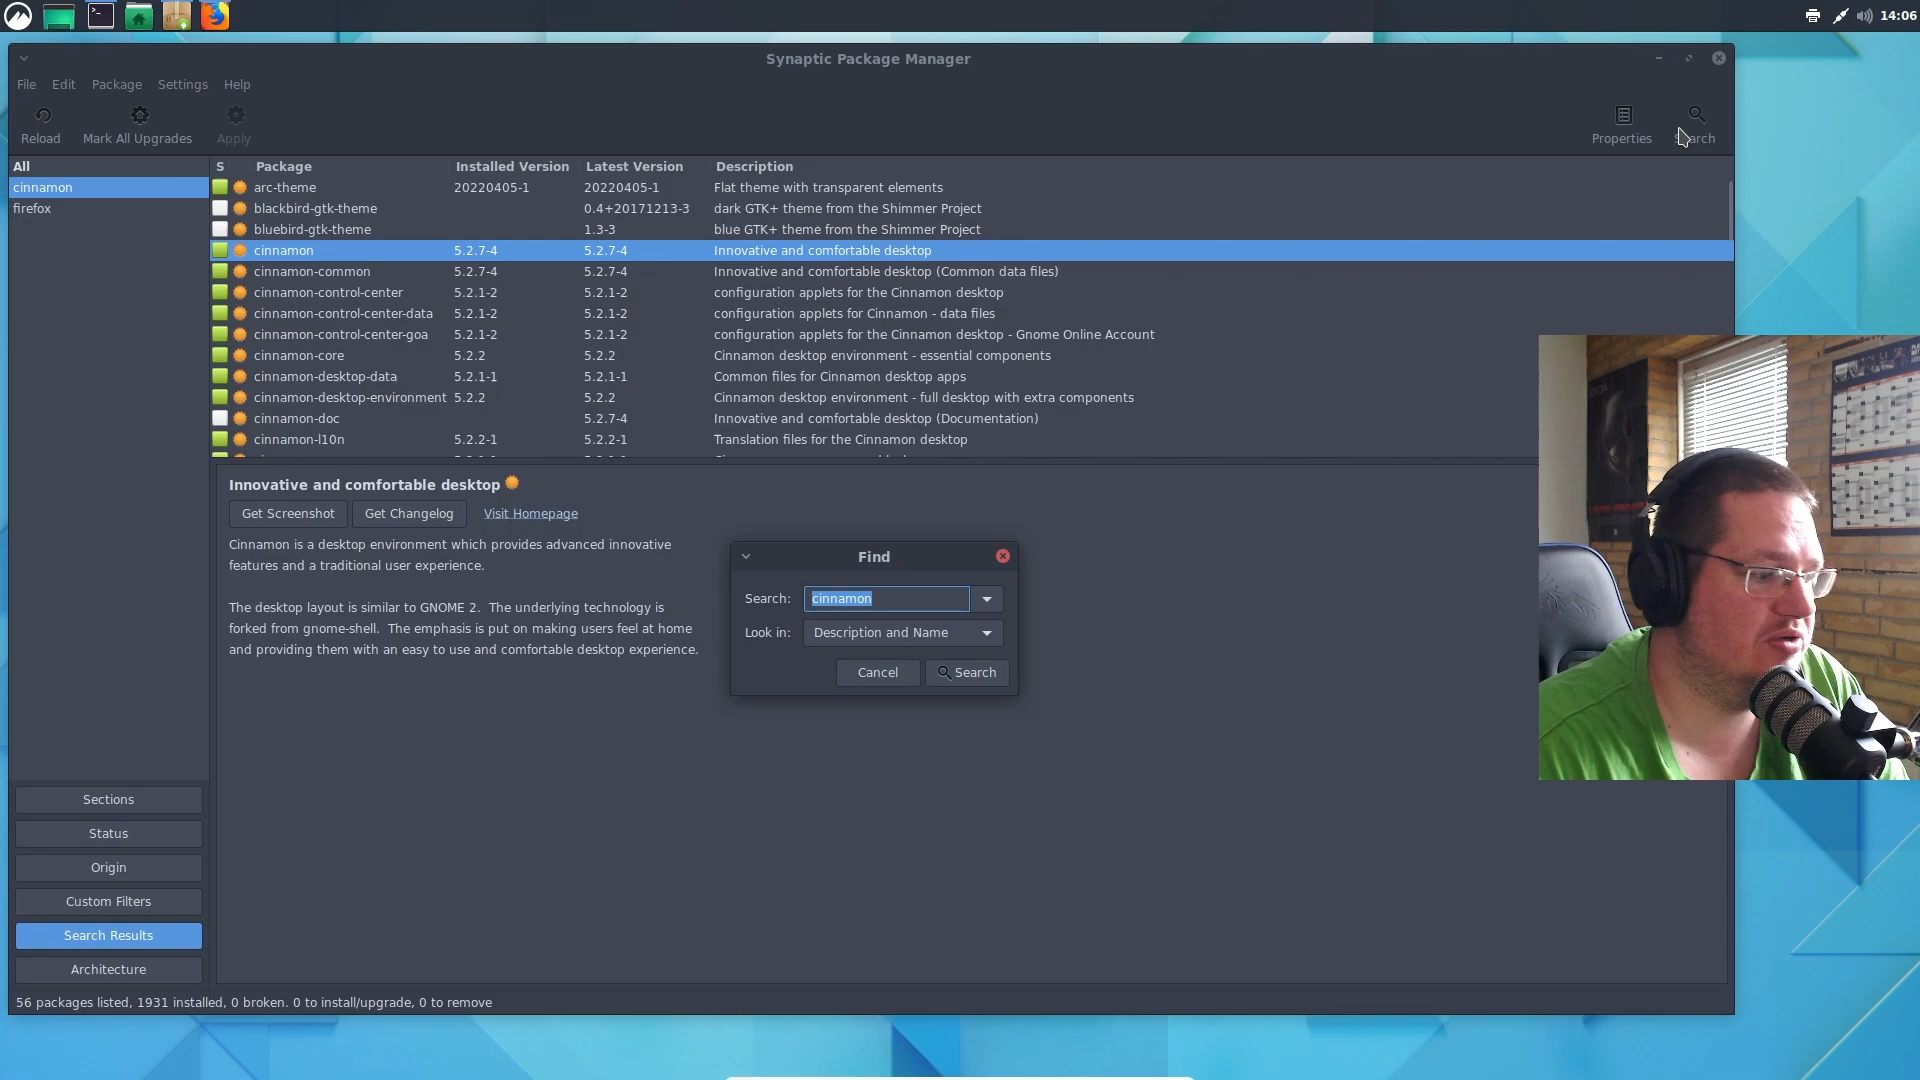 14:06
Synaptic Package Manager
File Edit Package Settings Help
Reload Mark All Upgrades Apply Properties
All
cinnamon
firefox
S Package Installed Version Latest Version Description
arc-theme 20220405-1 20220405-1 Flat theme with transparent elements
blackbird-gtk-theme 0.4+20171213-3 dark GTK+ theme from the Shimmer Project
bluebird-gtk-theme 1.3-3 blue GTK+ theme from the Shimmer Project
cinnamon 5.2.7-4 5.2.7-4 Innovative and comfortable desktop
cinnamon-common 5.2.7-4 5.2.7-4 Innovative and comfortable desktop (Common data files)
cinnamon-control-center 5.2.1-2 5.2.1-2 configuration applets for the Cinnamon desktop
cinnamon-control-center-data 5.2.1-2 5.2.1-2 configuration applets for Cinnamon - data files
cinnamon-control-center-goa 5.2.1-2 5.2.1-2 configuration applets for the Cinnamon desktop - Gnome Online Account
cinnamon-core 5.2.2 5.2.2 Cinnamon desktop environment - essential components
cinnamon-desktop-data 5.2.1-1 5.2.1-1 Common files for Cinnamon desktop apps
cinnamon-desktop-environment 5.2.2 5.2.2 Cinnamon desktop environment - full desktop with extra components
cinnamon-doc 5.2.7-4 Innovative and comfortable desktop (Documentation)
cinnamon-l10n 5.2.2-1 5.2.2-1 Translation files for the Cinnamon desktop
Innovative and comfortable desktop
Get Screenshot Get Changelog Visit Homepage
Cinnamon is a desktop environment which provides advanced innovative
features and a traditional user experience.
The desktop layout is similar to GNOME 2. The underlying technology is
forked from gnome-shell. The emphasis is put on making users feel at home
and providing them with an easy to use and comfortable desktop experience.
Find
Search: cinnamon
Look in: Description and Name
Cancel Search
Sections
Status
Origin
Custom Filters
Search Results
Architecture
56 packages listed, 1931 installed, 0 broken. 0 to install/upgrade, 0 to remove